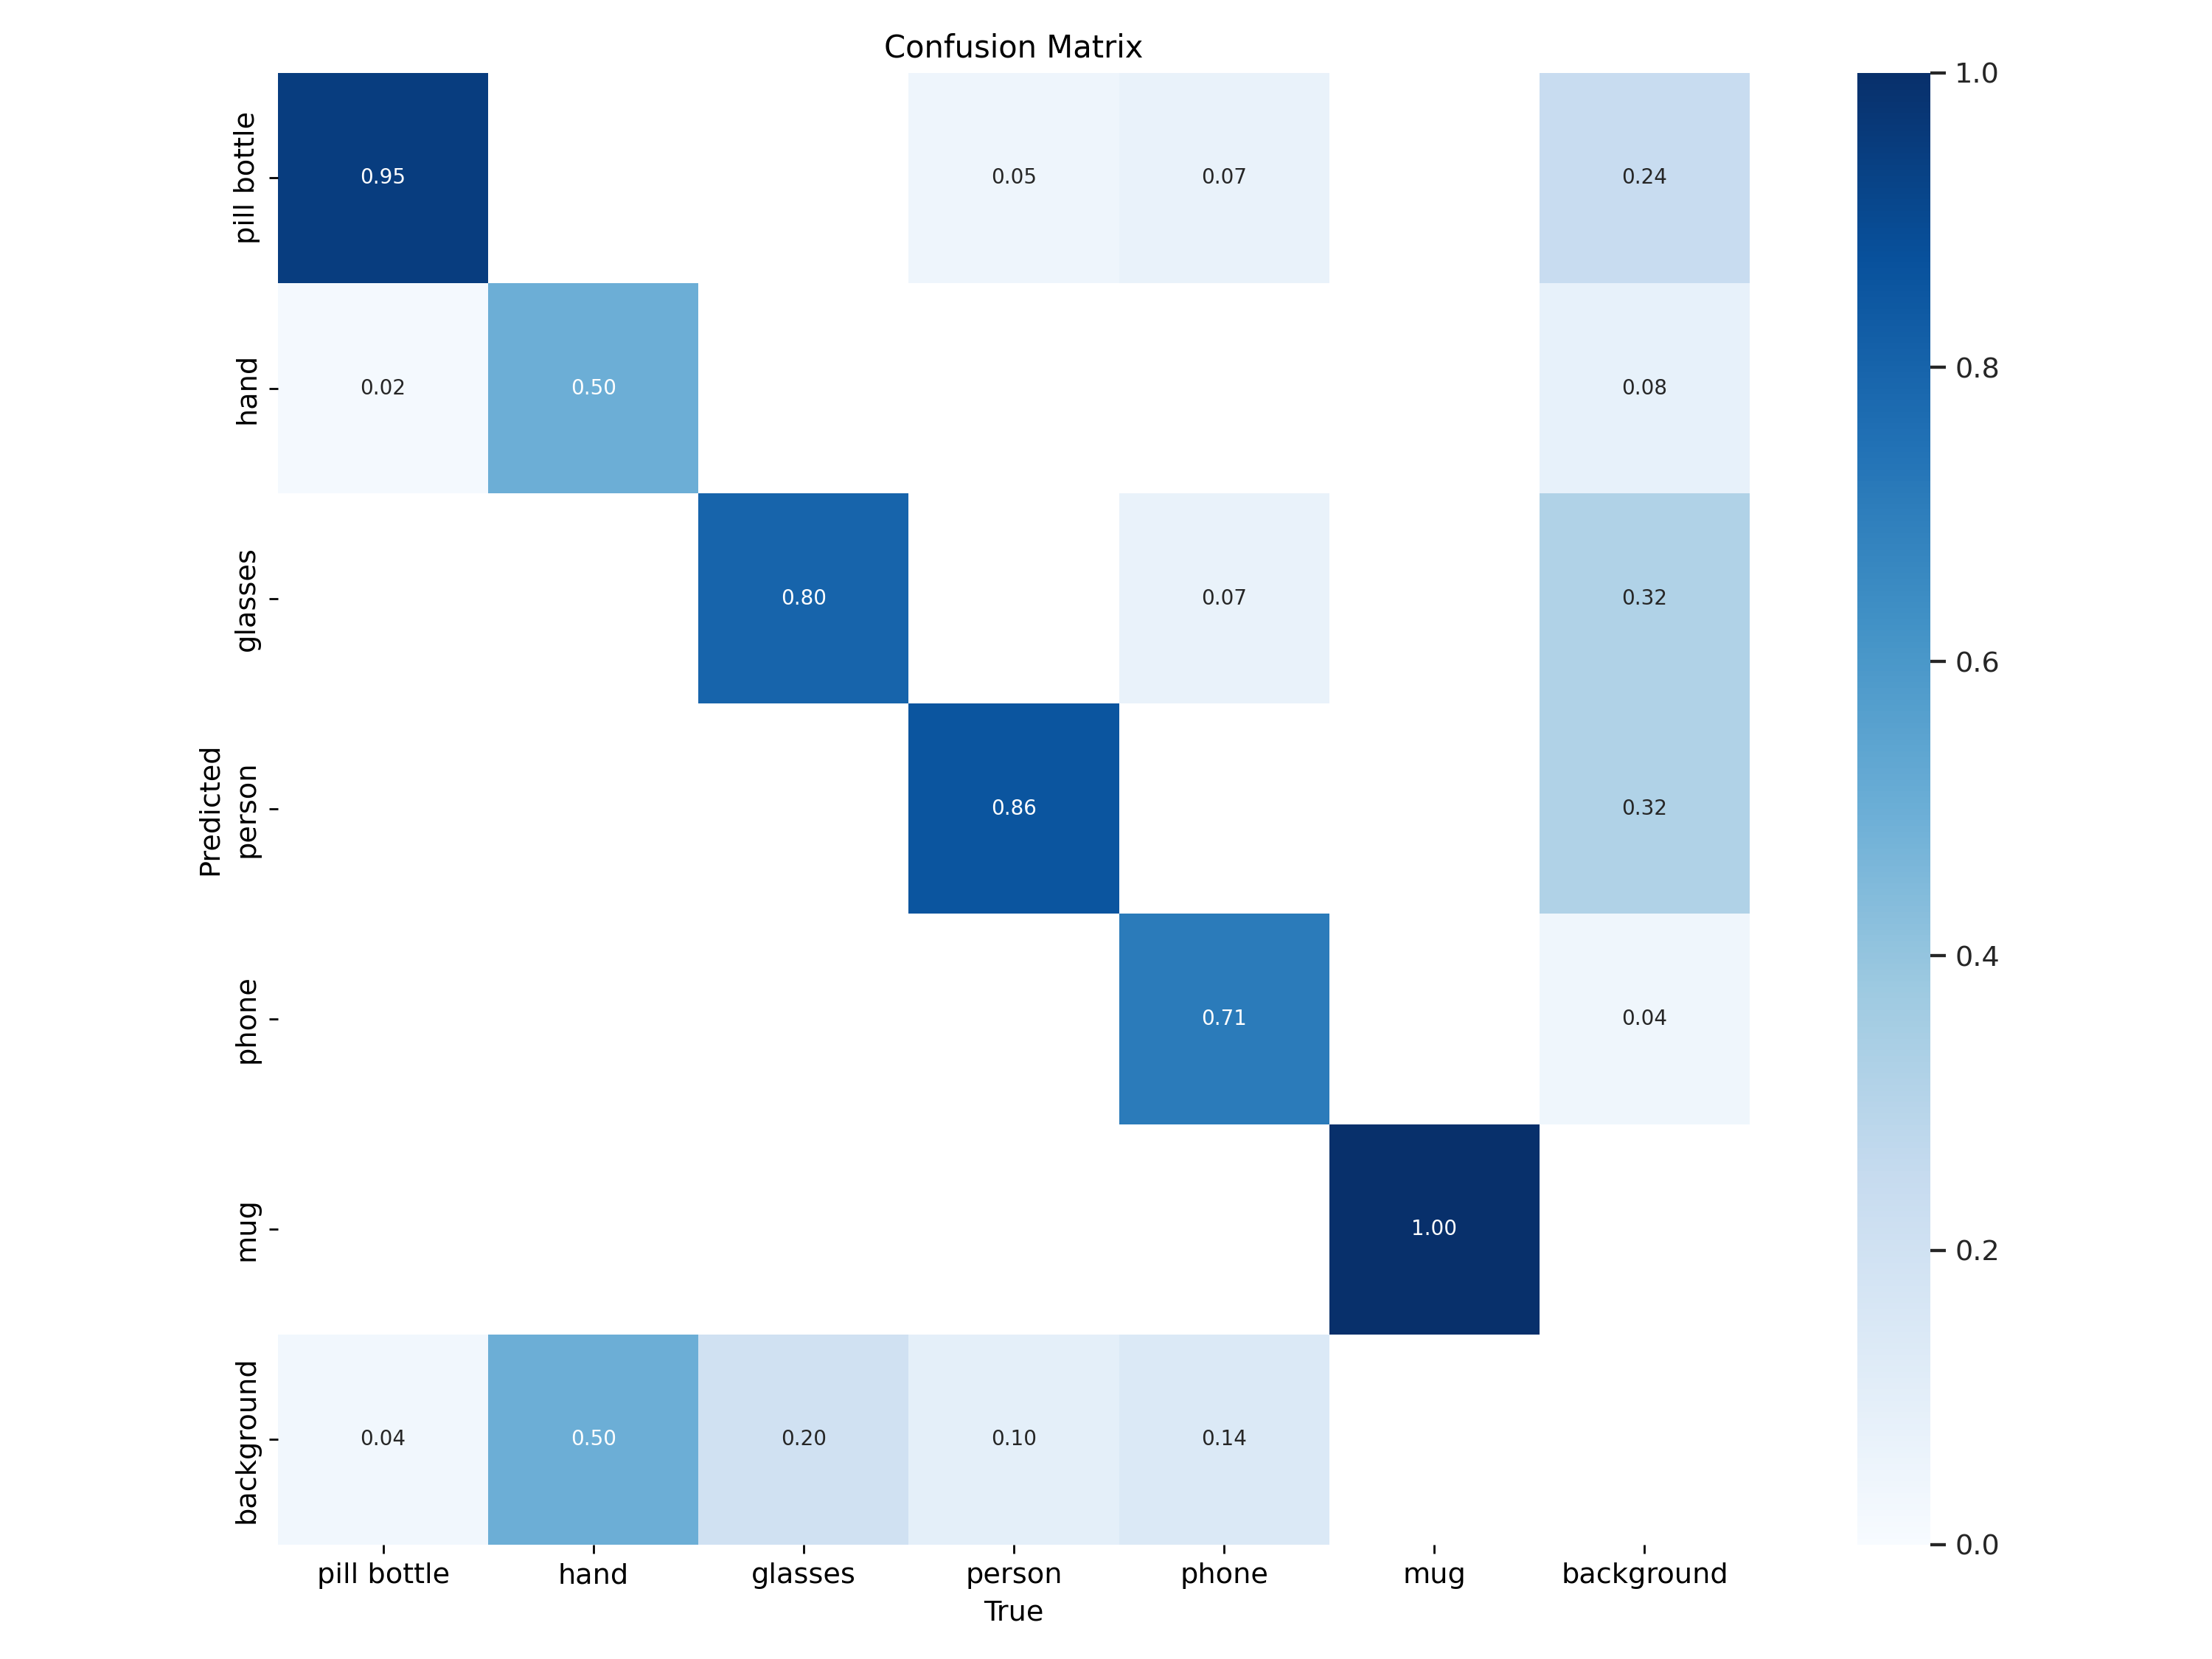 Confusion Matrix
pill bottle
0.95
0.05
0.07
0.24
1.0
hand
0.02
0.50
0.08
0.8
glasses
0.80
0.07
0.32
0.6
Predicted
person
0.86
0.32
phone
0.71
0.04
0.4
mug
1.00
0.2
background
0.04
0.50
0.20
0.10
0.14
0.0
pill bottle
hand
glasses
person
phone
mug
background
True